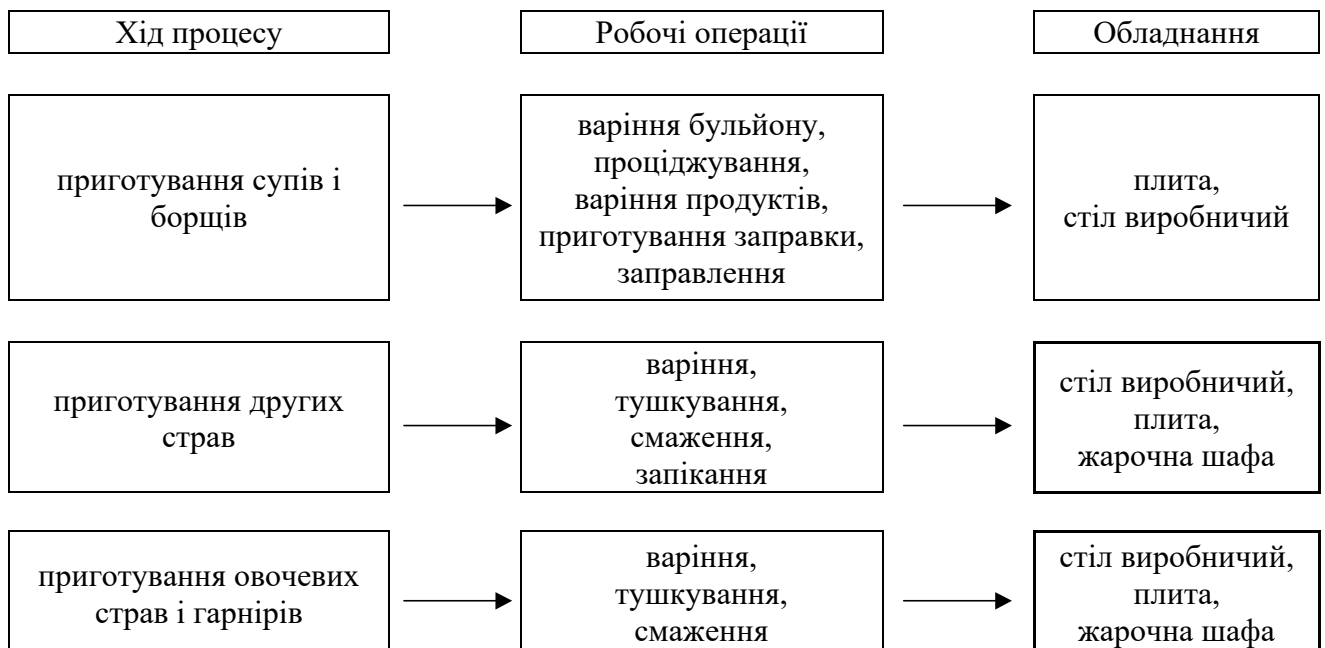 Хід процесу
Робочі операції
Обладнання
приготування супів і
борщів
варіння бульйону,
проціджування,
варіння продуктів,
приготування заправки,
заправлення
плита,
стіл виробничий
приготування других
страв
варіння,
тушкування,
смаження,
запікання
стіл виробничий,
плита,
жарочна шафа
приготування овочевих
страв і гарнірів
варіння,
тушкування,
смаження
стіл виробничий,
плита,
жарочна шафа